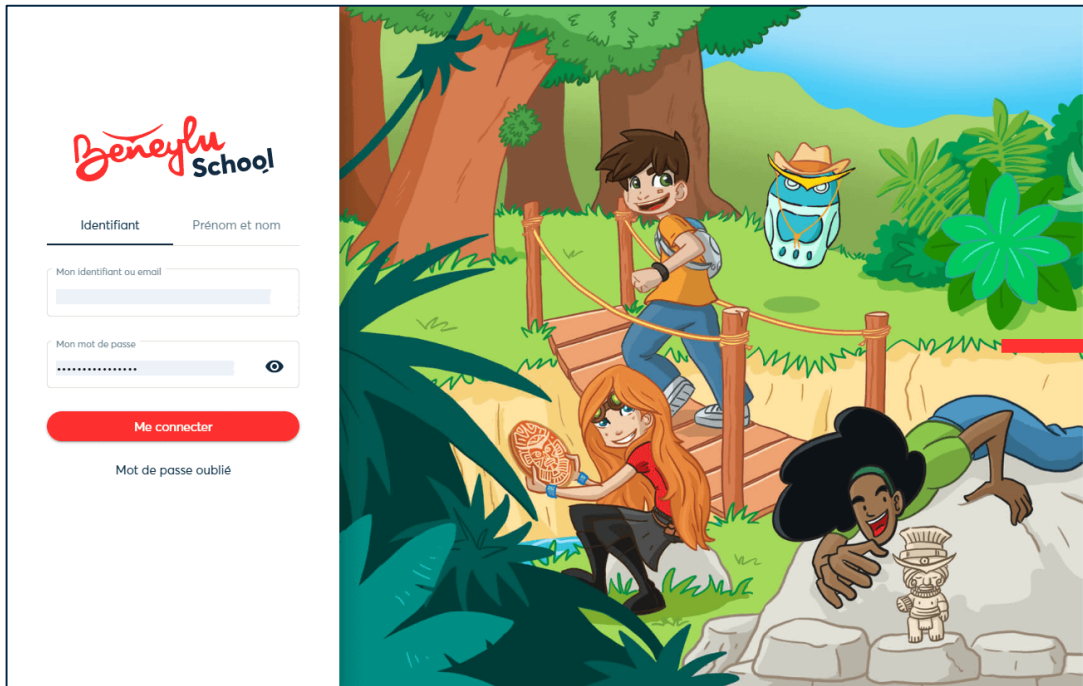 Beneylu
School
Identifiant
Prénom et nom
Mon identifiant ou email
Mon mot de passe
••••••••••••••••
Me connecter
Mot de passe oublié